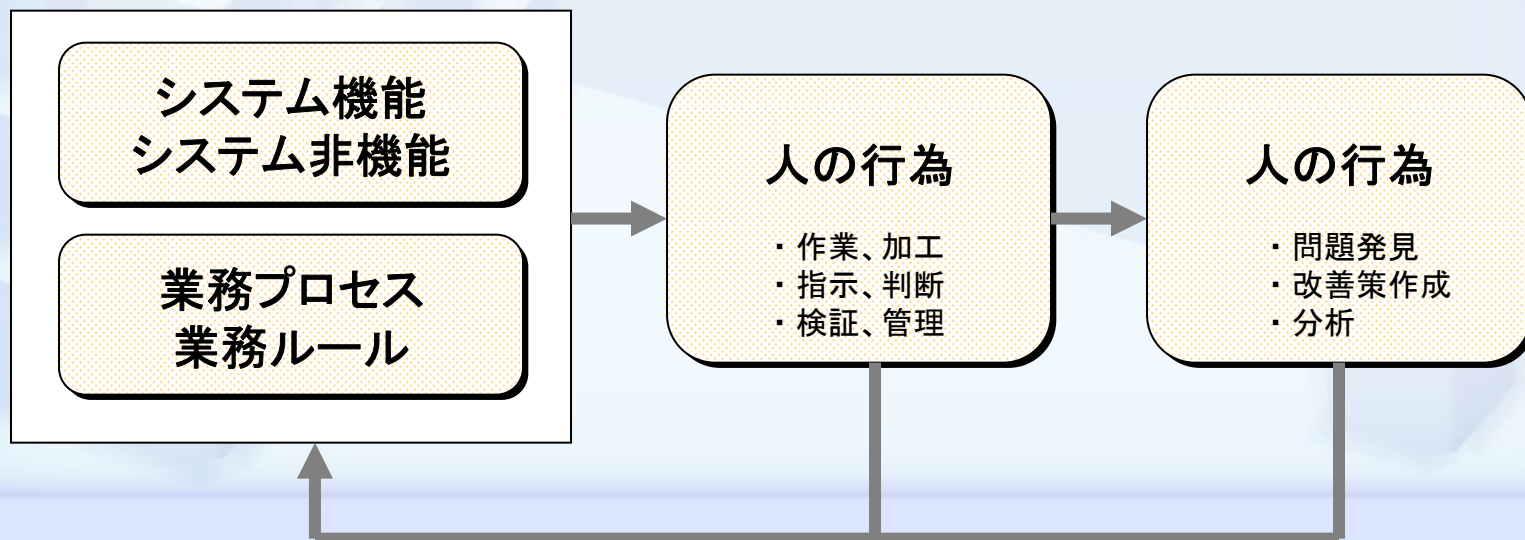 システム機能
システム非機能
業務プロセス
業務ルール
人の行為
・作業、加工
・指示、判断
・検証、管理
人の行為
・問題発見
・改善策作成
・分析